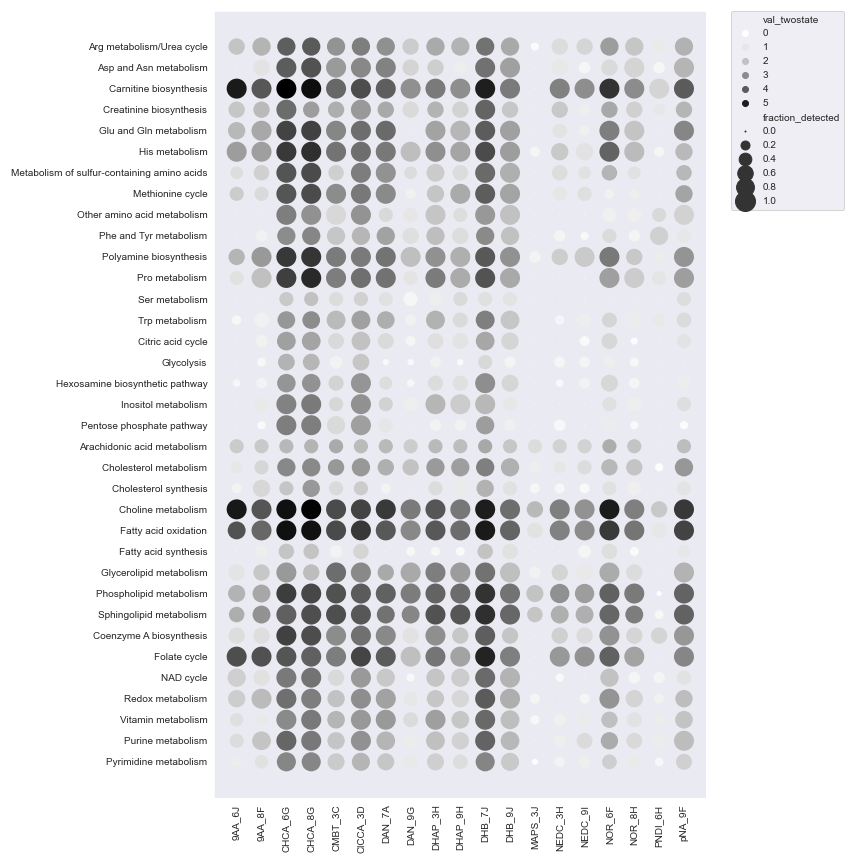 val_twostate
0
1
2
3
4
5
fraction_detected
0.0
0.2
0.4
0.6
0.8
1.0
Arg metabolism/Urea cycle
Asp and Asn metabolism
Carnitine biosynthesis
Creatinine biosynthesis
Glu and Gln metabolism
His metabolism
Metabolism of sulfur-containing amino acids
Methionine cycle
Other amino acid metabolism
Phe and Tyr metabolism
Polyamine biosynthesis
Pro metabolism
Ser metabolism
Trp metabolism
Citric acid cycle
Glycolysis
Hexosamine biosynthetic pathway
Inositol metabolism
Pentose phosphate pathway
Arachidonic acid metabolism
Cholesterol metabolism
Cholesterol synthesis
Choline metabolism
Fatty acid oxidation
Fatty acid synthesis
Glycerolipid metabolism
Phospholipid metabolism
Sphingolipid metabolism
Coenzyme A biosynthesis
Folate cycle
NAD cycle
Redox metabolism
Vitamin metabolism
Purine metabolism
Pyrimidine metabolism
9AA_6J
9AA_8F
CHCA_6G
CHCA_8G
CMBT_3C
ClCCA_3D
DAN_7A
DAN_9G
DHAP_3H
DHAP_9H
DHB_7J
DHB_9J
MAPS_3J
NEDC_3H
NEDC_9I
NOR_6F
NOR_8H
PNDI_6H
pNA_9F